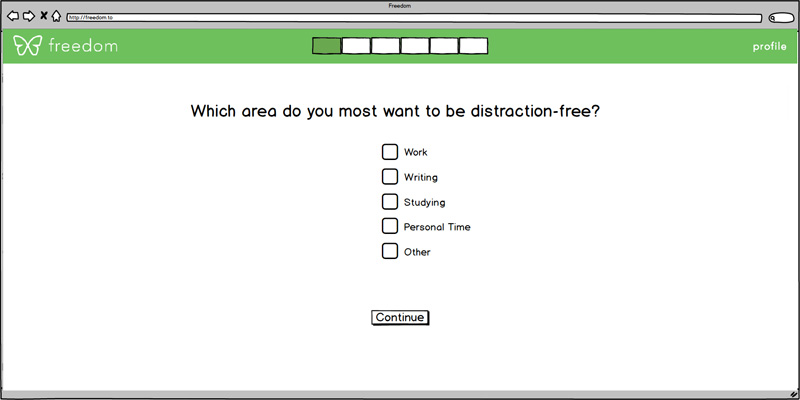 Freedom
http://freedom.to
freedom
profile
Which area do you most want to be distraction-free?
Work
Writing
Studying
Personal Time
Other
Continue